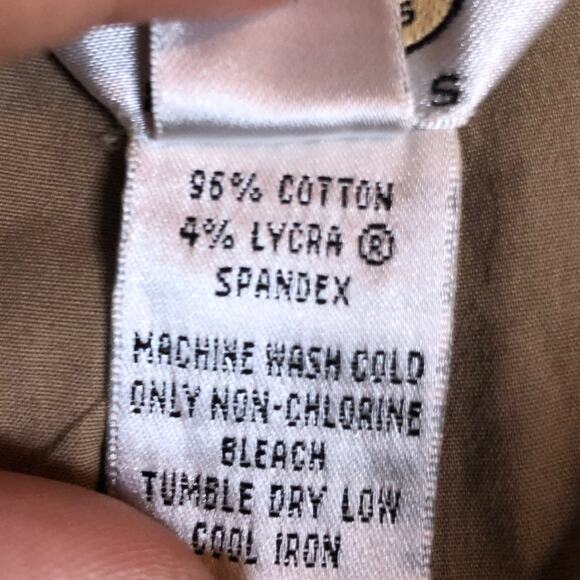 S
S
96% COTTON
4% LYCRA ®
SPANDEX
MACHINE WASH COLD
ONLY NON-CHLORINE
BLEACH
TUMBLE DRY LOW
COOL IRON